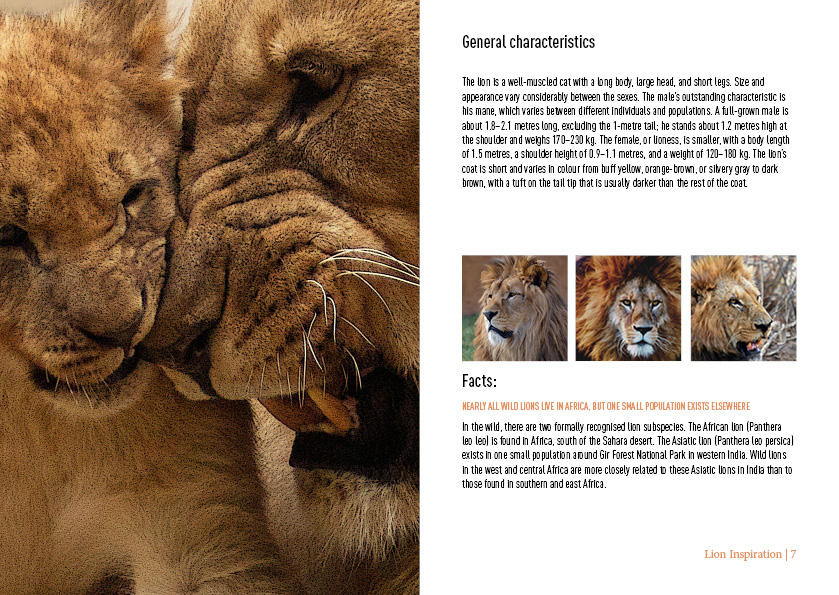 General characteristics
The lion is a well-muscled cat with a long body, large head, and short legs. Size and
appearance vary considerably between the sexes. The male's outstanding characteristic is
his mane, which varies between different individuals and populations. A full-grown male is
about 1.8–2.1 metres long, excluding the 1-metre tail; he stands about 1.2 metres high at
the shoulder and weighs 170–230 kg. The female, or lioness, is smaller, with a body length
of 1.5 metres, a shoulder height of 0.9–1.1 metres, and a weight of 120–180 kg. The lion's
coat is short and varies in colour from buff yellow, orange-brown, or silvery gray to dark
brown, with a tuft on the tail tip that is usually darker than the rest of the coat.
Facts:
NEARLY ALL WILD LIONS LIVE IN AFRICA, BUT ONE SMALL POPULATION EXISTS ELSEWHERE
In the wild, there are two formally recognised lion subspecies. The African lion (Panthera
leo leo) is found in Africa, south of the Sahara desert. The Asiatic lion (Panthera leo persica)
exists in one small population around Gir Forest National Park in western India. Wild lions
in the west and central Africa are more closely related to these Asiatic lions in India than to
those found in southern and east Africa.
Lion Inspiration | 7